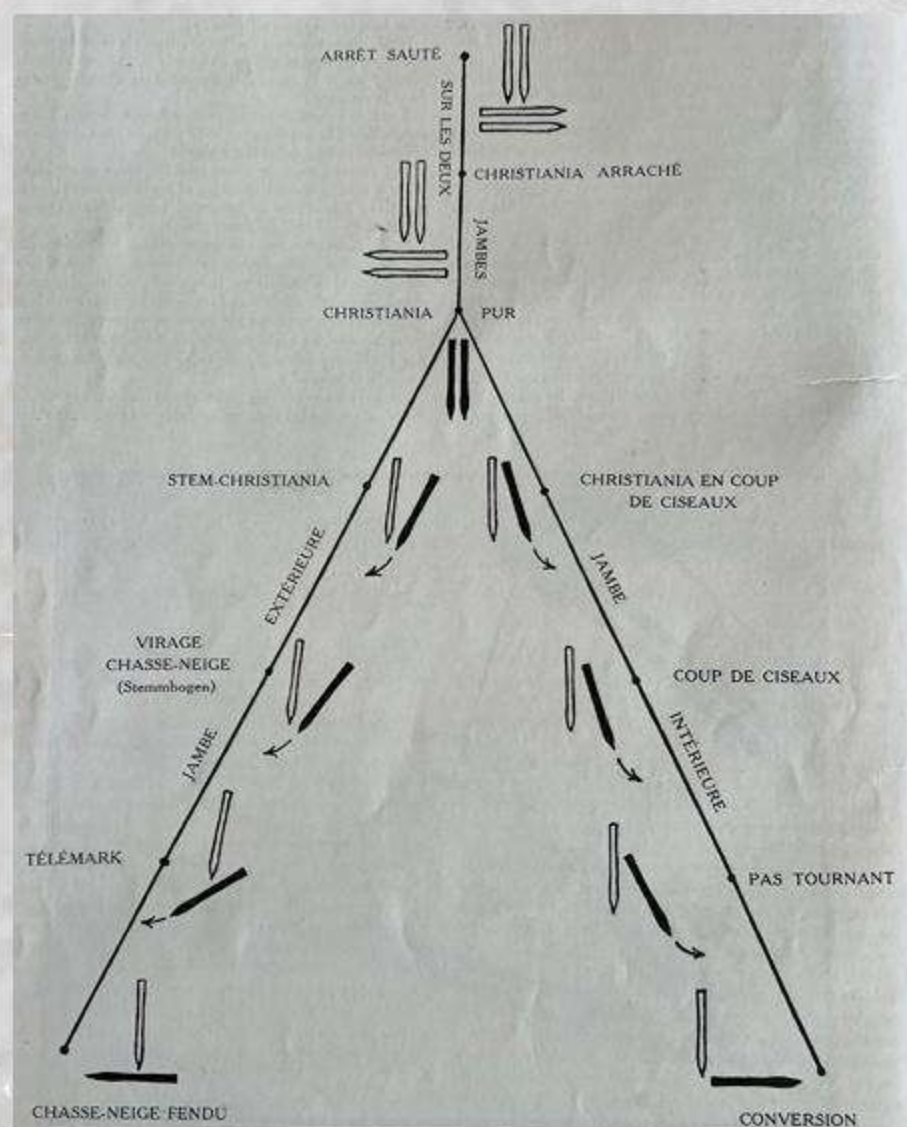 ARRÊT SAUTÉ
SUR LES DEUX
CHRISTIANIA ARRACHÉ
JAMBES
CHRISTIANIA PUR
STEM-CHRISTIANIA
CHRISTIANIA EN COUP
DE CISEAUX
EXTÉRIEURE
JAMBE
VIRAGE
CHASSE-NEIGE
(Stemmbogen)
COUP DE CISEAUX
JAMBE
INTÉRIEURE
TÉLÉMARK
PAS TOURNANT
CHASSE-NEIGE FENDU
CONVERSION